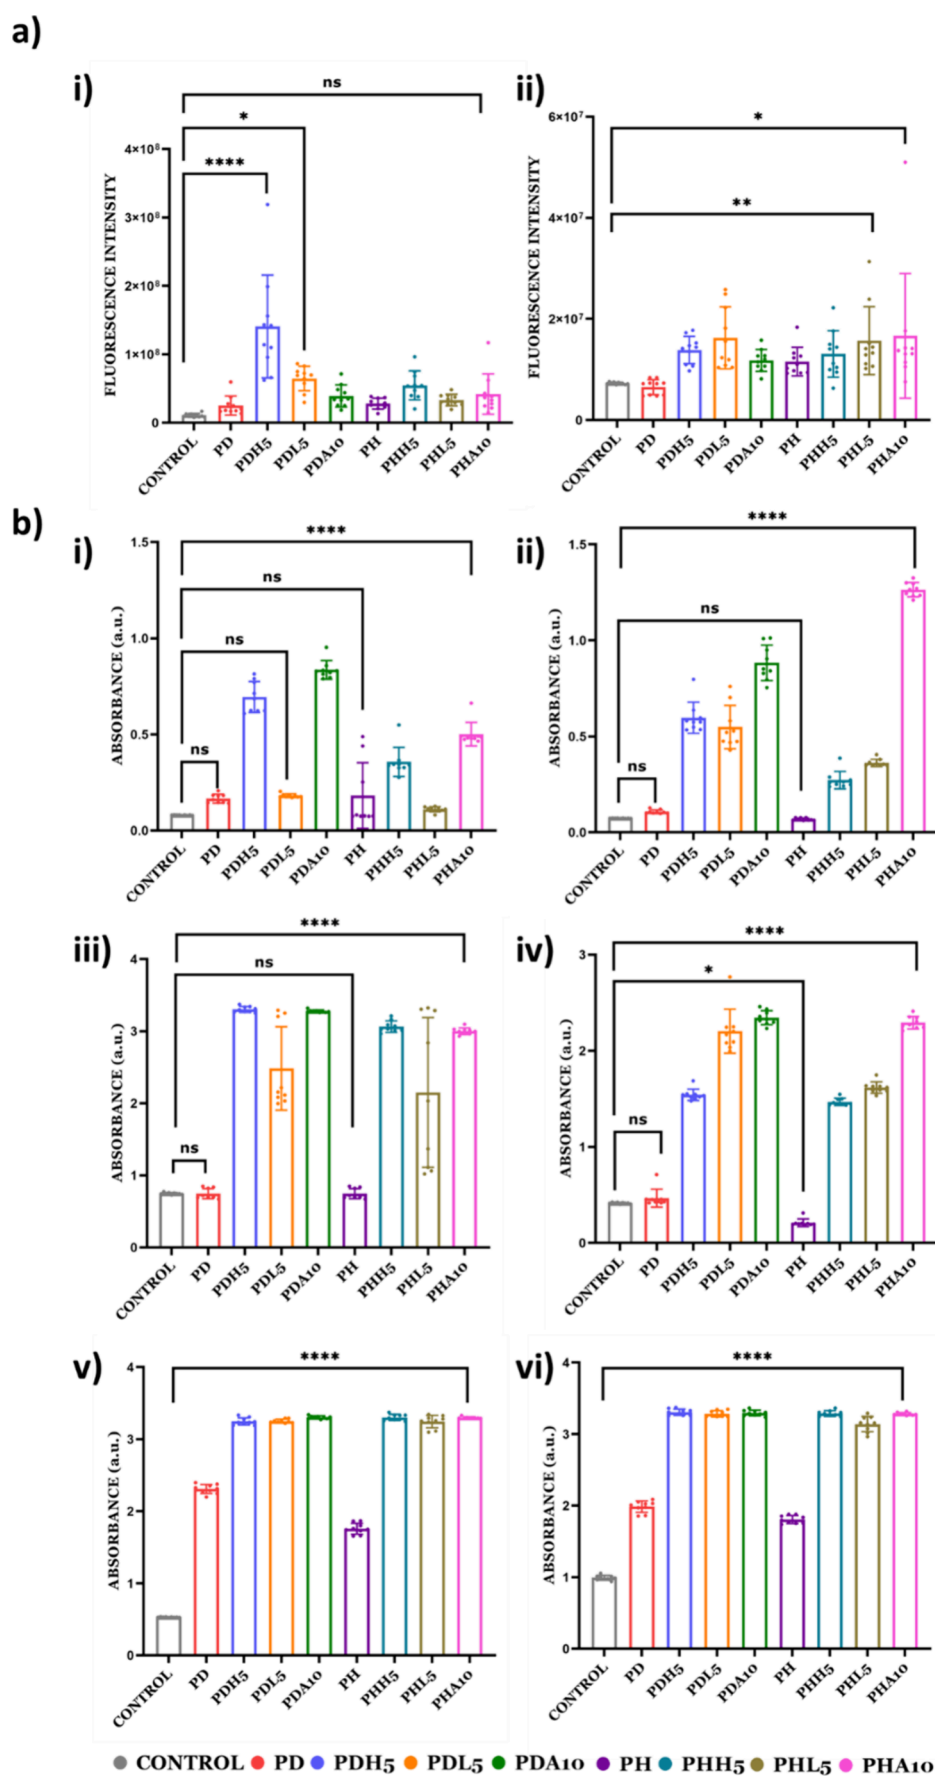 a)
i)
ns
*
****
FLUORESCENCE INTENSITY
4×10⁸
3×10⁸
2×10⁸
1×10⁸
0
CONTROL
PD
PDH5
PDL5
PDA10
PH
PHH5
PHL5
PHA10
ii)
*
**
FLUORESCENCE INTENSITY
6×10⁷
4×10⁷
2×10⁷
0
CONTROL
PD
PDH5
PDL5
PDA10
PH
PHH5
PHL5
PHA10
b)
i)
****
ns
ns
ns
ABSORBANCE (a.u.)
1.5
1.0
0.5
0.0
CONTROL
PD
PDH5
PDL5
PDA10
PH
PHH5
PHL5
PHA10
ii)
****
ns
ns
ABSORBANCE (a.u.)
1.5
1.0
0.5
0.0
CONTROL
PD
PDH5
PDL5
PDA10
PH
PHH5
PHL5
PHA10
iii)
****
ns
ns
ABSORBANCE (a.u.)
4
3
2
1
0
CONTROL
PD
PDH5
PDL5
PDA10
PH
PHH5
PHL5
PHA10
iv)
****
*
ns
ABSORBANCE (a.u.)
3
2
1
0
CONTROL
PD
PDH5
PDL5
PDA10
PH
PHH5
PHL5
PHA10
v)
****
ABSORBANCE (a.u.)
4
3
2
1
0
CONTROL
PD
PDH5
PDL5
PDA10
PH
PHH5
PHL5
PHA10
vi)
****
ABSORBANCE (a.u.)
4
3
2
1
0
CONTROL
PD
PDH5
PDL5
PDA10
PH
PHH5
PHL5
PHA10
CONTROL PD PDH5 PDL5 PDA10 PH PHH5 PHL5 PHA10